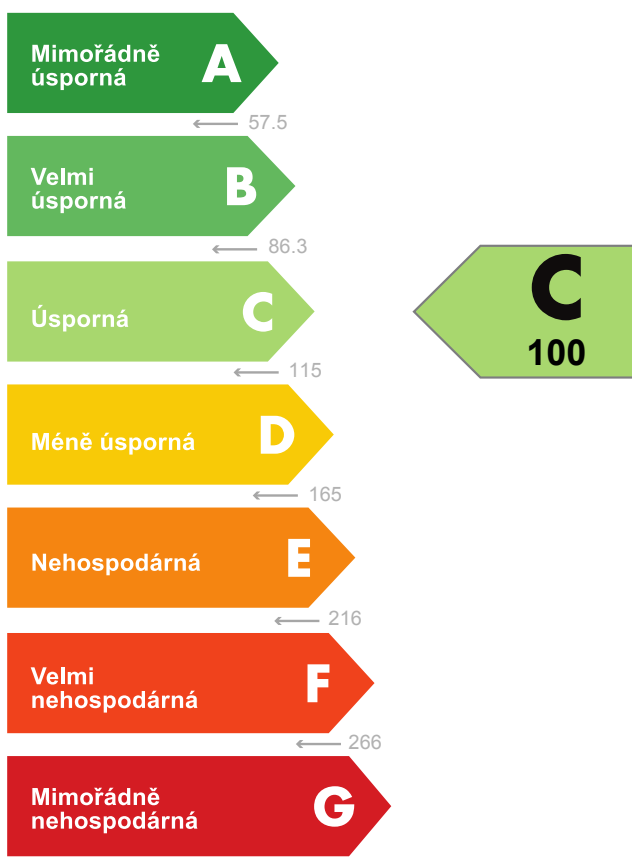 Mimořádně
úsporná
A
57.5
Velmi
úsporná
B
86.3
Úsporná
C
115
C
100
Méně úsporná
D
165
Nehospodárná
E
216
Velmi
nehospodárná
F
266
Mimořádně
nehospodárná
G